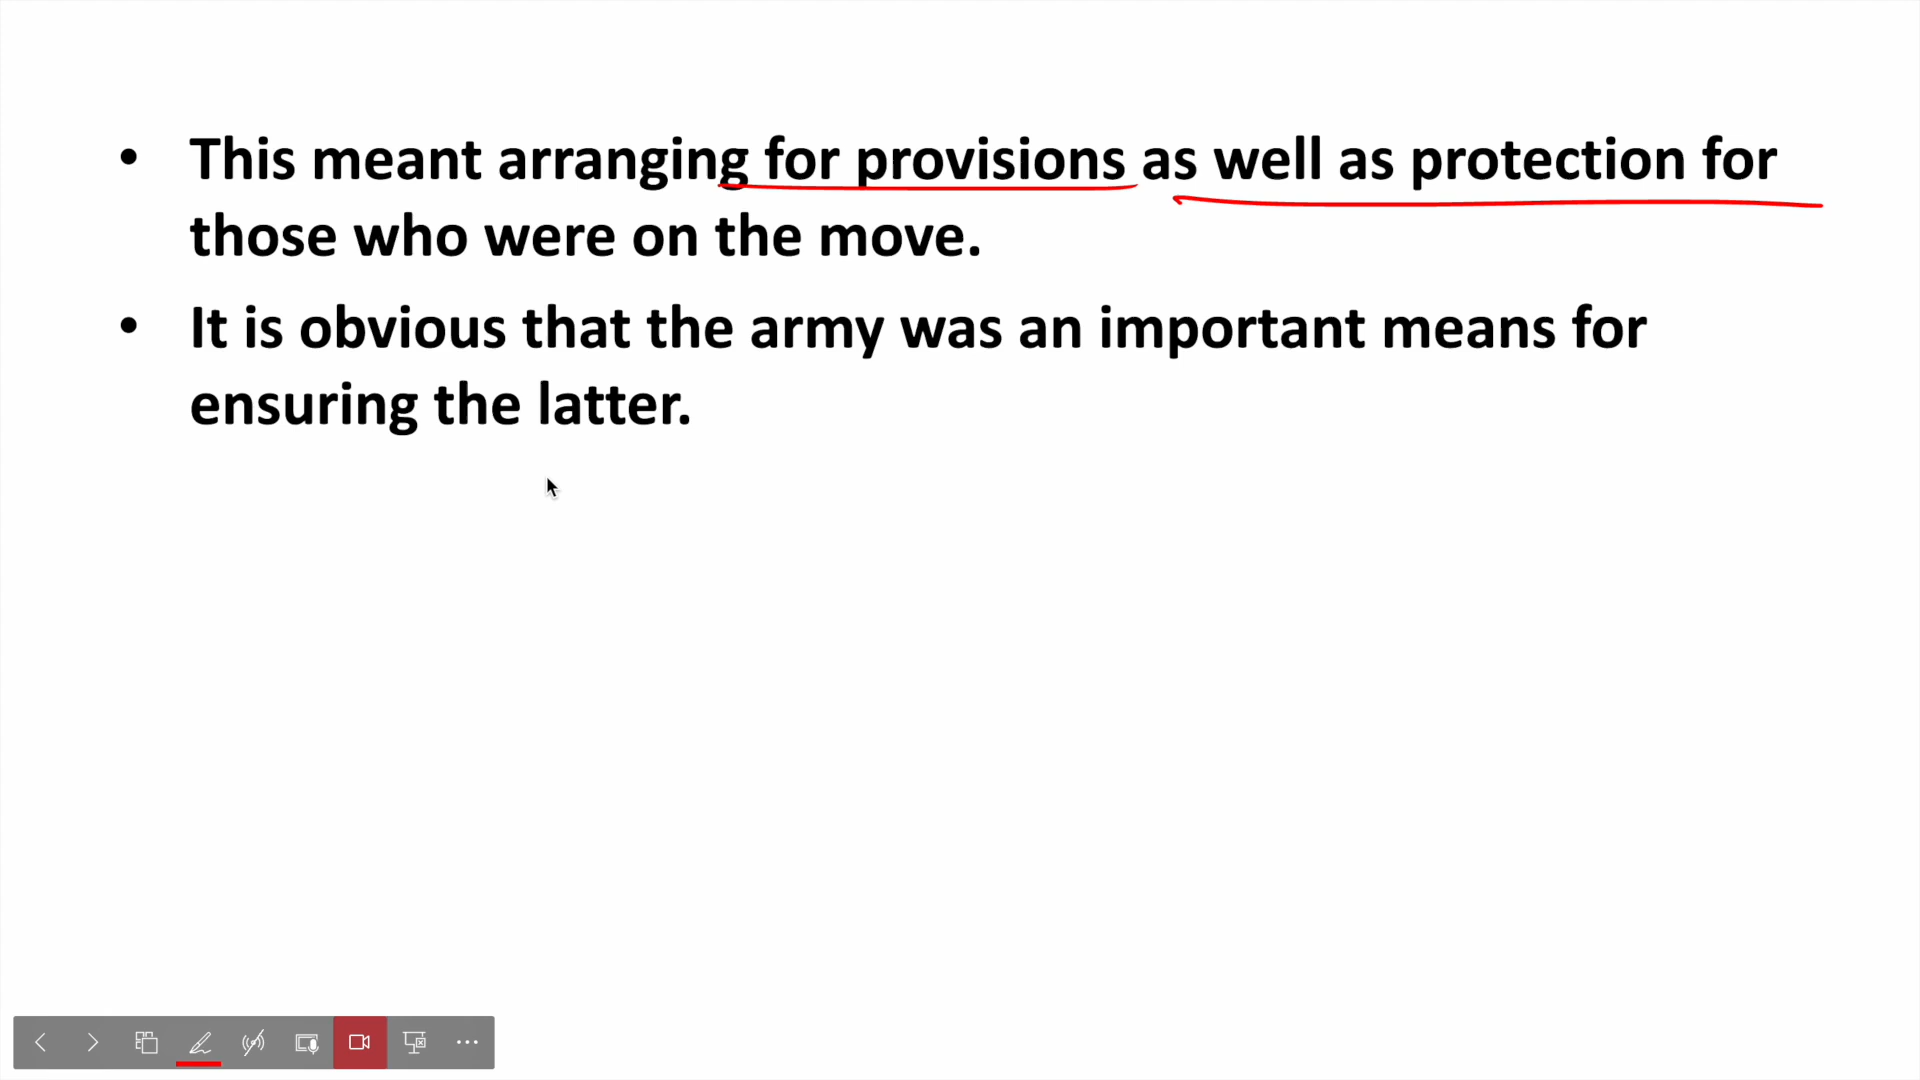 • This meant arranging for provisions as well as protection for
those who were on the move.
• It is obvious that the army was an important means for
ensuring the latter.